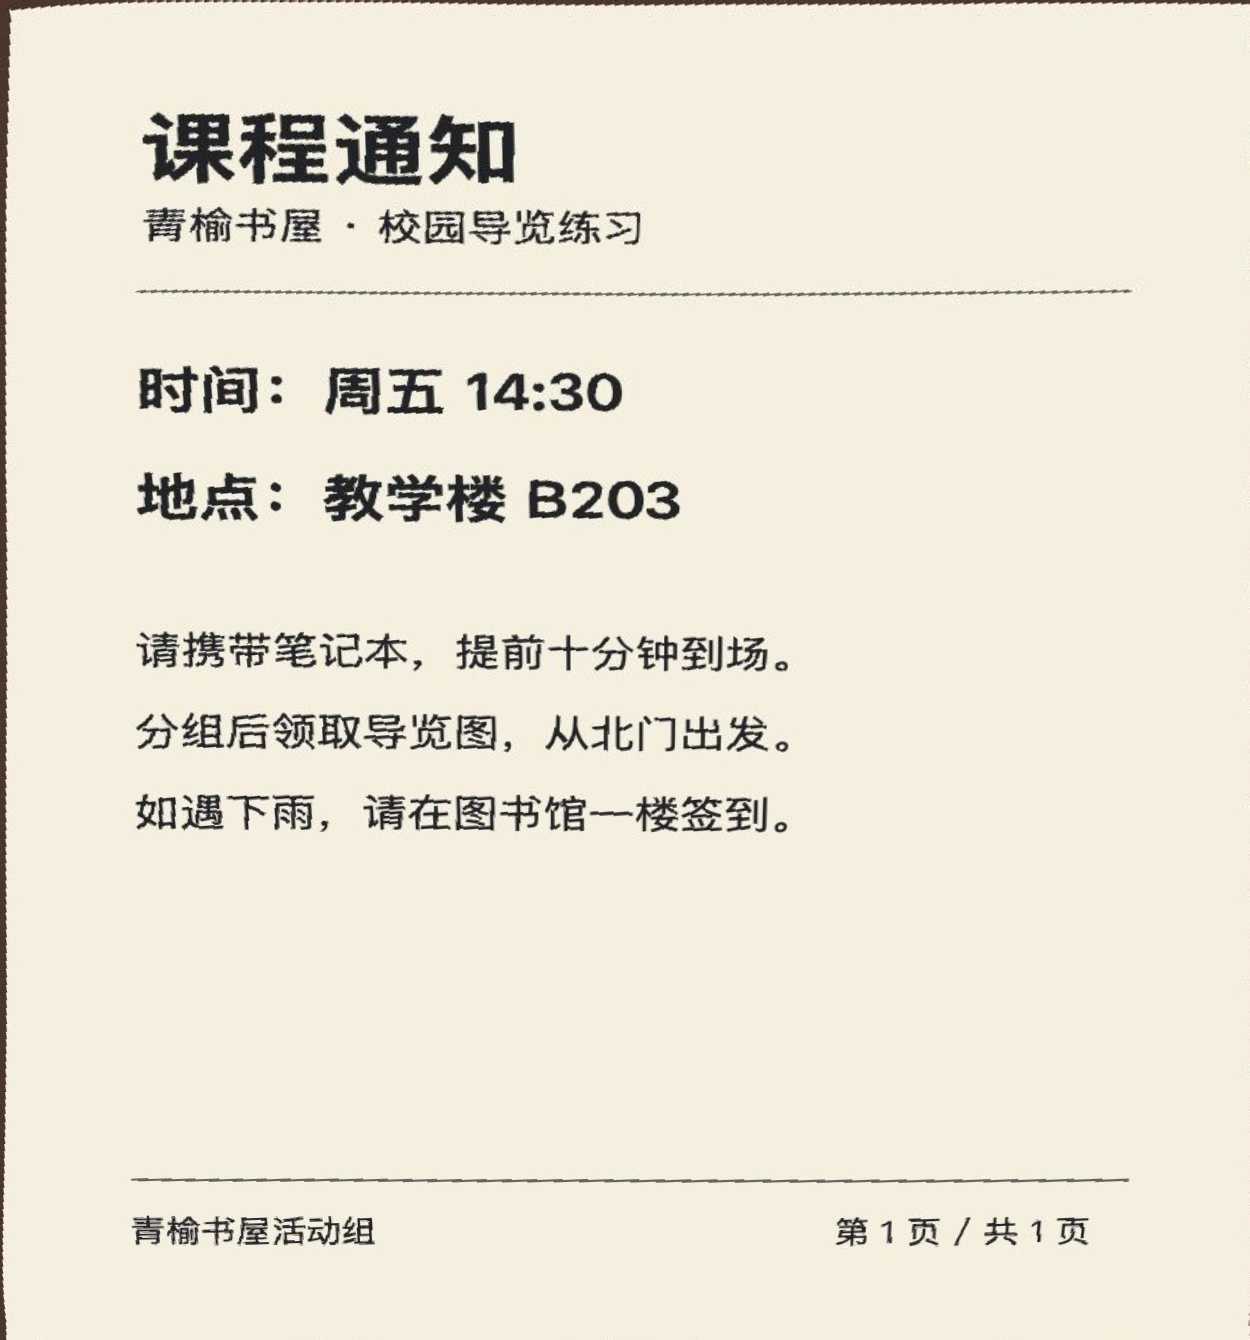 课程通知
青榆书屋 · 校园导览练习
时间：周五 14:30
地点：教学楼 B203
请携带笔记本，提前十分钟到场。
分组后领取导览图，从北门出发。
如遇下雨，请在图书馆一楼签到。
青榆书屋活动组
第 1 页 / 共 1 页